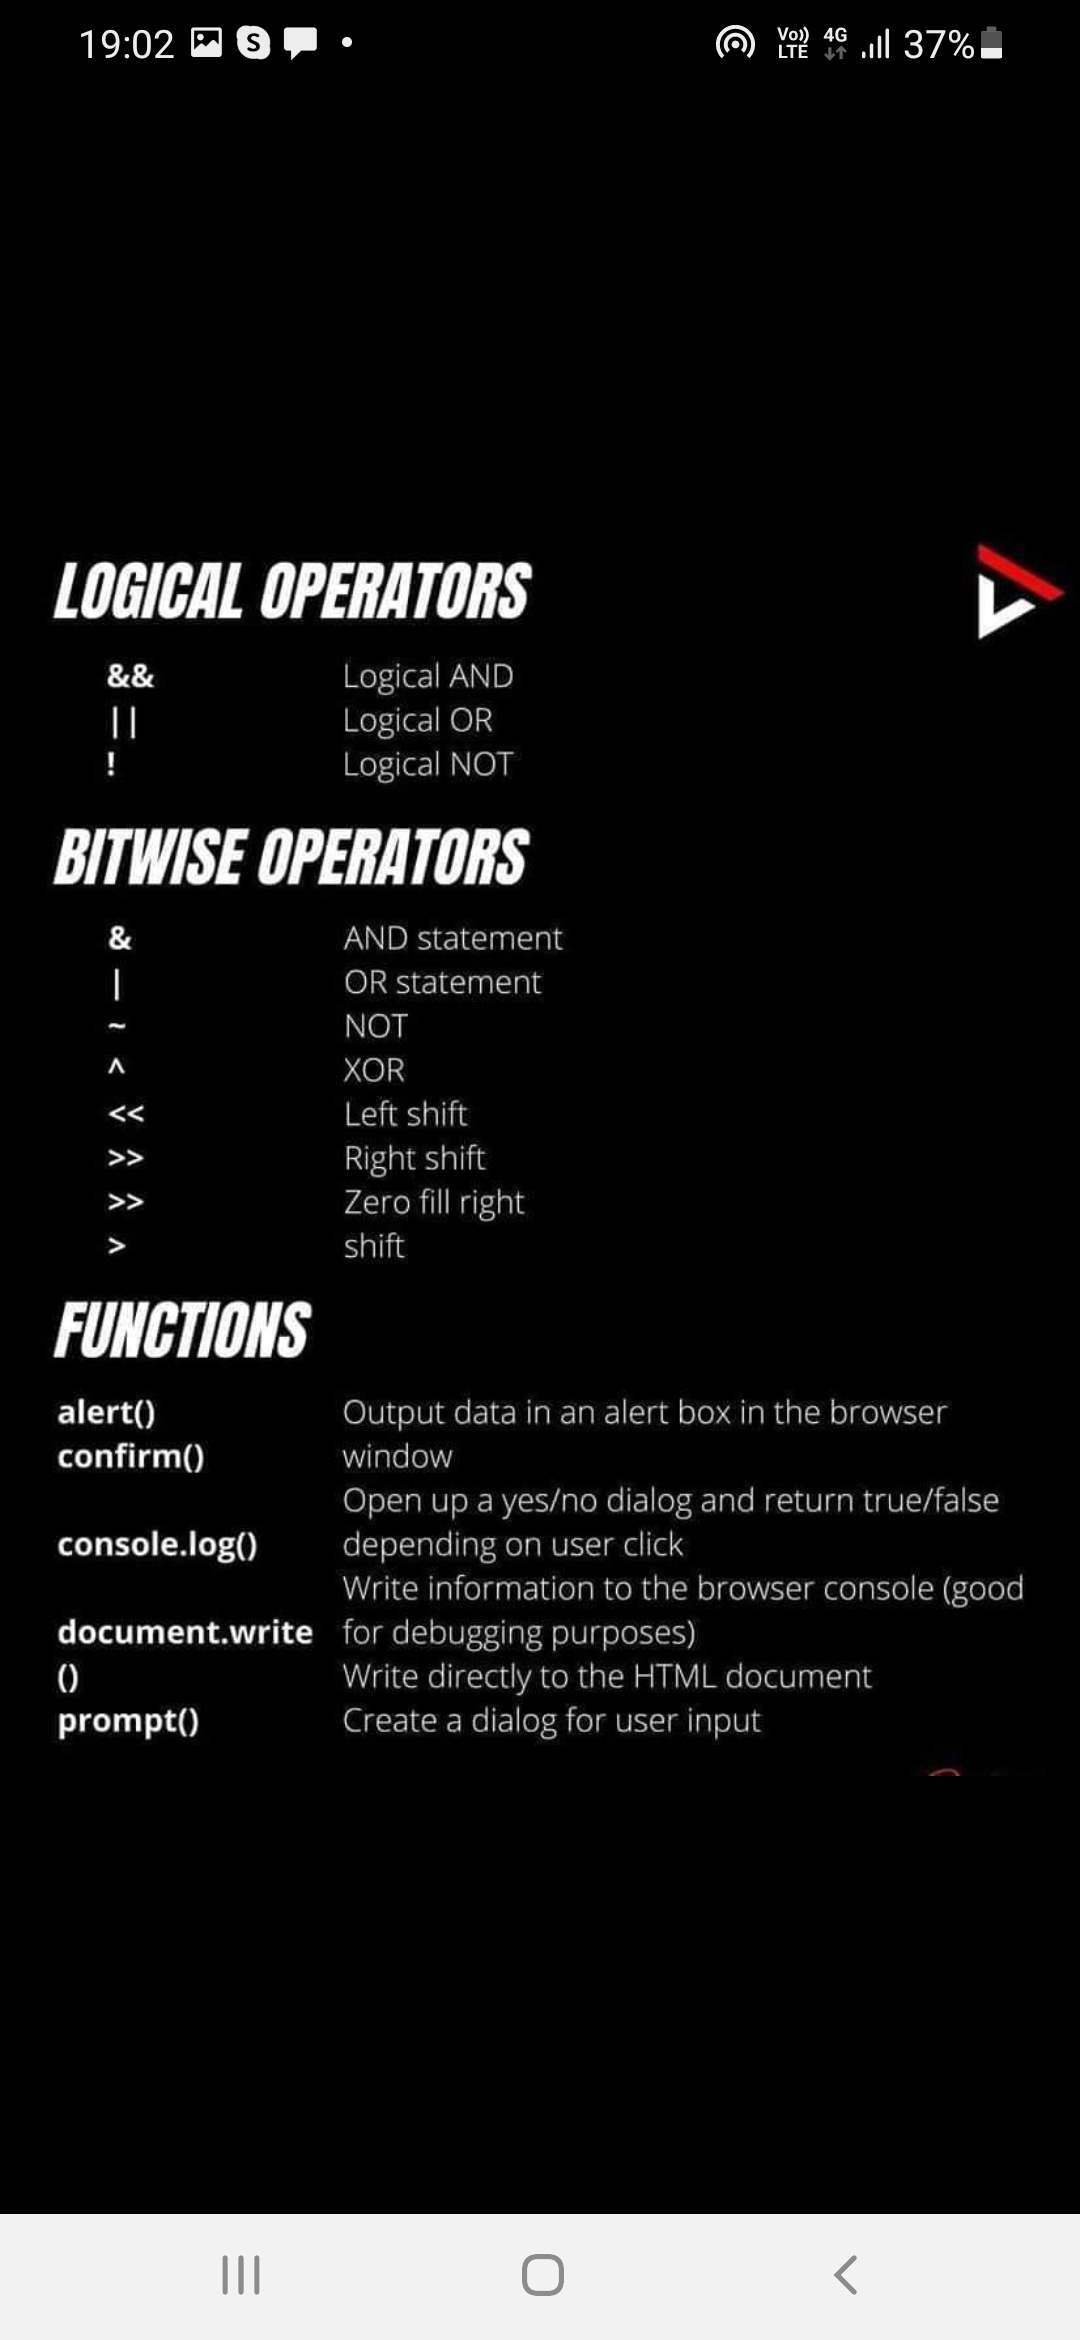 19:02
Vo)) LTE 4G 37%
LOGICAL OPERATORS
&& Logical AND
|| Logical OR
! Logical NOT
BITWISE OPERATORS
& AND statement
| OR statement
~ NOT
^ XOR
<< Left shift
>> Right shift
>> Zero fill right
> shift
FUNCTIONS
alert() Output data in an alert box in the browser
confirm() window
Open up a yes/no dialog and return true/false
console.log() depending on user click
Write information to the browser console (good
document.write for debugging purposes)
() Write directly to the HTML document
prompt() Create a dialog for user input